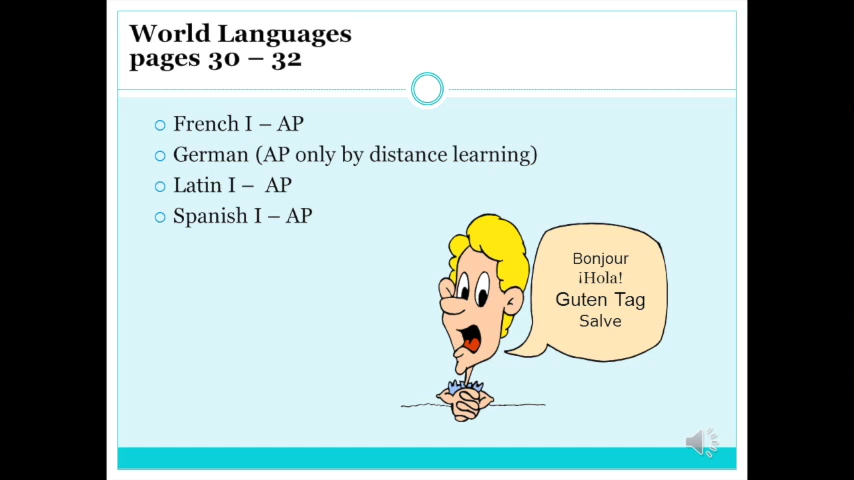 World Languages
pages 30 – 32
French I – AP
German (AP only by distance learning)
Latin I – AP
Spanish I – AP
Bonjour
¡Hola!
Guten Tag
Salve